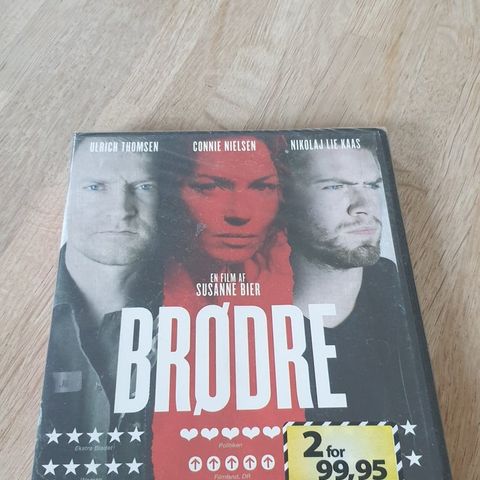 ULRICH THOMSEN CONNIE NIELSEN NIKOLAJ LIE KAAS
EN FILM AF
SUSANNE BIER
BRØDRE
Ekstra Bladet
Politiken
Filmland, DR
2 for
99,95